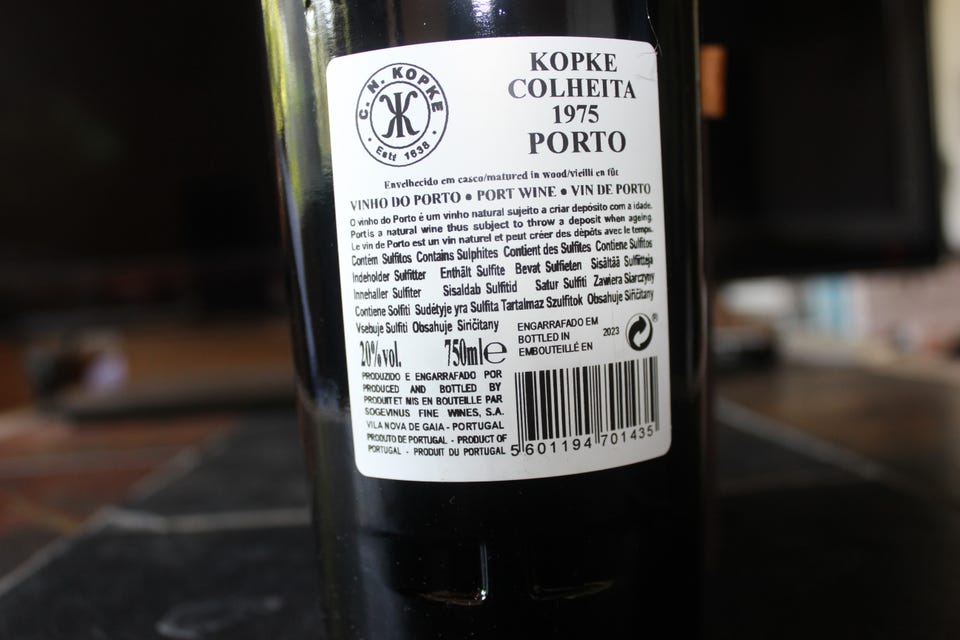 C. N. KOPKE
Estº 1638
KOPKE
COLHEITA
1975
PORTO
Envelhecido em casco/matured in wood/vieilli en fût
VINHO DO PORTO • PORT WINE • VIN DE PORTO
O vinho do Porto é um vinho natural sujeito a criar depósito com a idade.
Port is a natural wine thus subject to throw a deposit when ageing.
Le vin de Porto est un vin naturel et peut créer des dépôts avec le temps.
Contém Sulfitos Contains Sulphites Contient des Sulfites Contiene Sulfitos
Indeholder Sulfitter Enthält Sulfite Bevat Sulfieten Sisältää Sulfiitteja
Innehaller Sulfiter Sisaldab Sulfitid Satur Sulfiti Zawiera Siarczyny
Contiene Solfiti Sudėtyje yra Sulfita Tartalmaz Szulfitok Obsahuje Siričitany
Vsebuje Sulfiti Obsahuje Siričitany
20%vol. 750ml e
ENGARRAFADO EM
BOTTLED IN 2023
EMBOUTEILLÉ EN
®
PRODUZIDO E ENGARRAFADO POR
PRODUCED AND BOTTLED BY
PRODUIT ET MIS EN BOUTEILLE PAR
SOGEVINUS FINE WINES, S.A.
VILA NOVA DE GAIA - PORTUGAL
PRODUTO DE PORTUGAL - PRODUCT OF
PORTUGAL - PRODUIT DU PORTUGAL
5 601194 701435